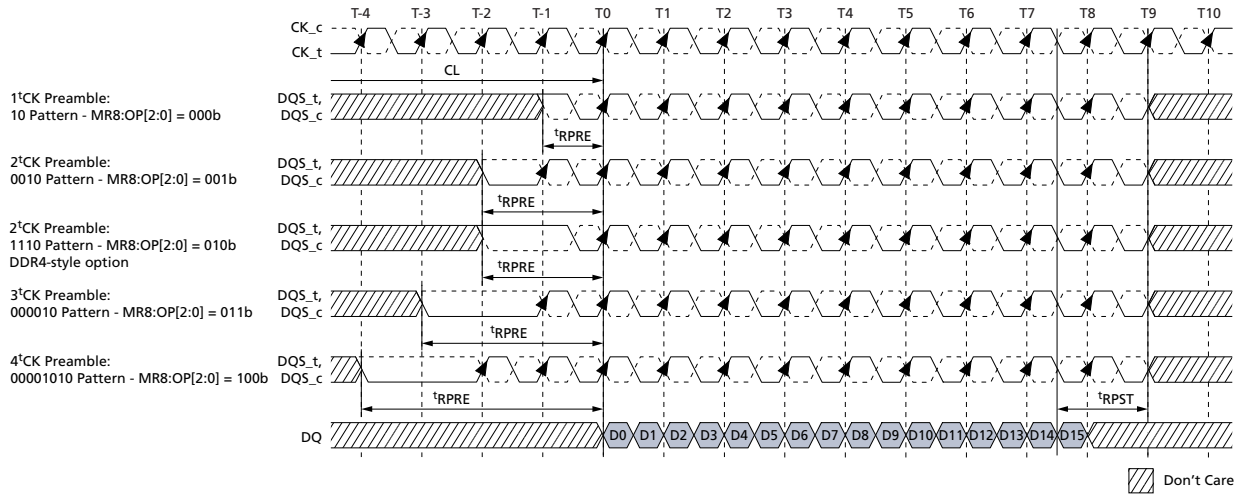 T-4 T-3 T-2 T-1 T0 T1 T2 T3 T4 T5 T6 T7 T8 T9 T10
CK_c
CK_t
CL
1tCK Preamble:
10 Pattern - MR8:OP[2:0] = 000b
DQS_t,
DQS_c
tRPRE
2tCK Preamble:
0010 Pattern - MR8:OP[2:0] = 001b
DQS_t,
DQS_c
tRPRE
2tCK Preamble:
1110 Pattern - MR8:OP[2:0] = 010b
DDR4-style option
DQS_t,
DQS_c
tRPRE
3tCK Preamble:
000010 Pattern - MR8:OP[2:0] = 011b
DQS_t,
DQS_c
tRPRE
4tCK Preamble:
00001010 Pattern - MR8:OP[2:0] = 100b
DQS_t,
DQS_c
tRPRE
tRPST
DQ
D0 D1 D2 D3 D4 D5 D6 D7 D8 D9 D10 D11 D12 D13 D14 D15
Don't Care